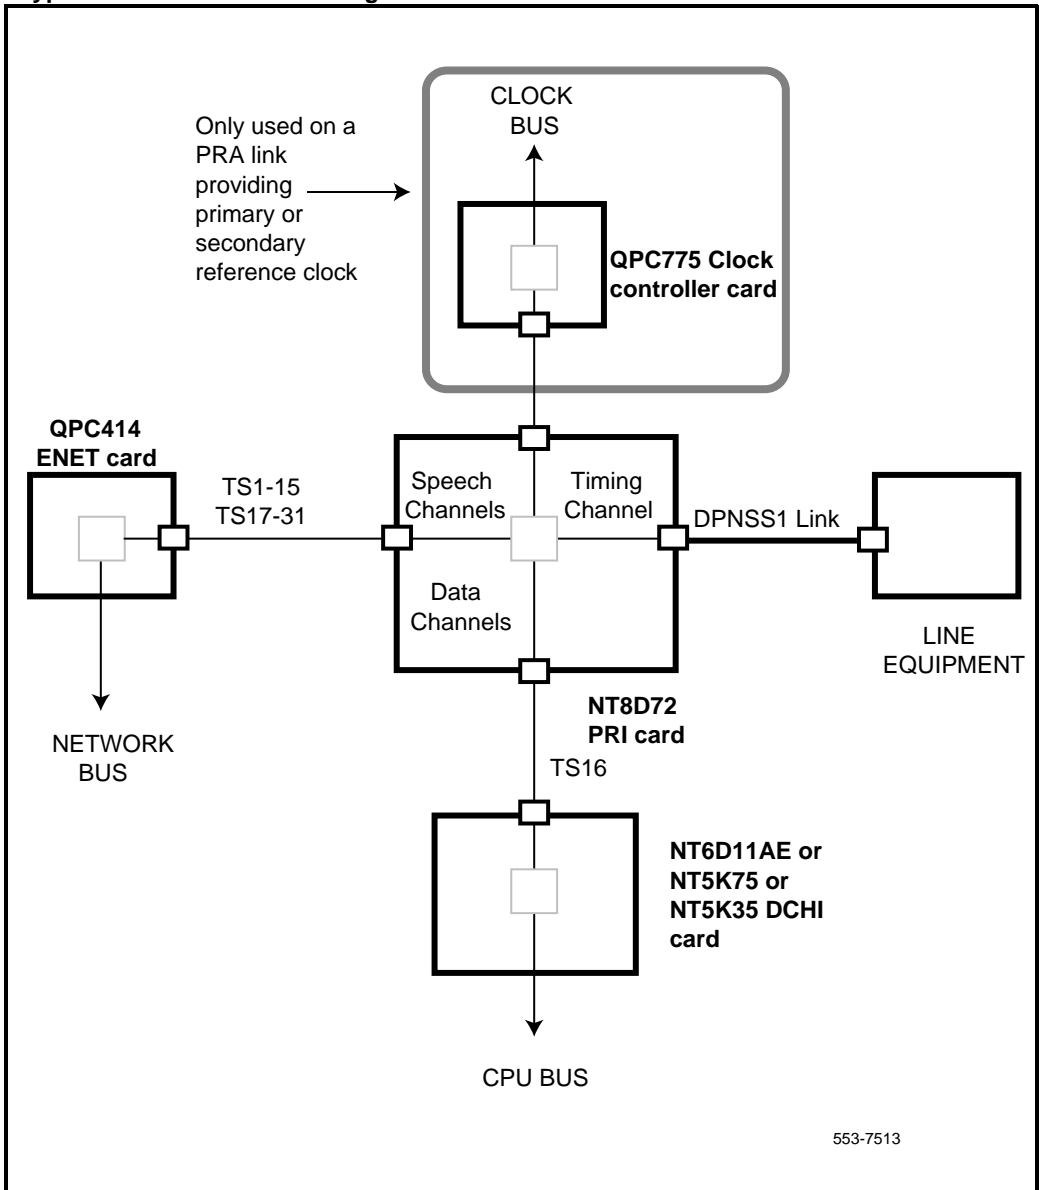 CLOCK
BUS
Only used on a
PRA link
providing
primary or
secondary
reference clock
QPC775 Clock
controller card
QPC414
ENET card
TS1-15
TS17-31
Speech
Channels
Timing
Channel
DPNSS1 Link
Data
Channels
LINE
EQUIPMENT
NT8D72
PRI card
NETWORK
BUS
TS16
NT6D11AE or
NT5K75 or
NT5K35 DCHI
card
CPU BUS
553-7513